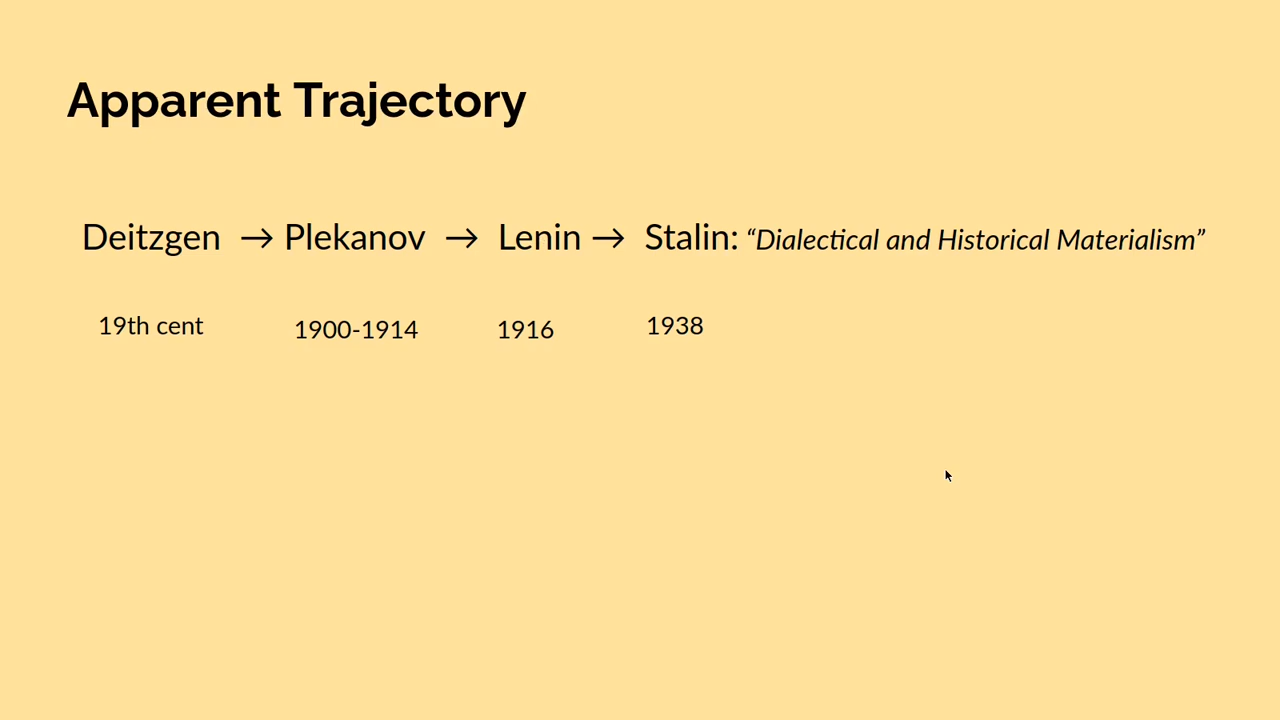 Apparent Trajectory
Deitzgen → Plekanov → Lenin → Stalin: “Dialectical and Historical Materialism”
19th cent 1900-1914 1916 1938